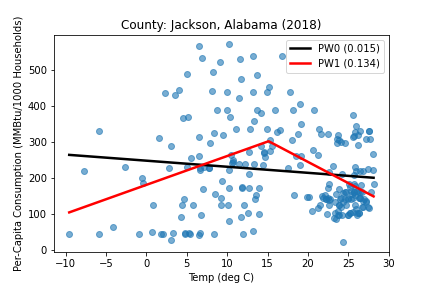 County: Jackson, Alabama (2018)
PW0 (0.015)
PW1 (0.134)
Per-Capita Consumption (MMBtu/1000 Households)
500
400
300
200
100
0
−10 −5 0 5 10 15 20 25 30
Temp (deg C)